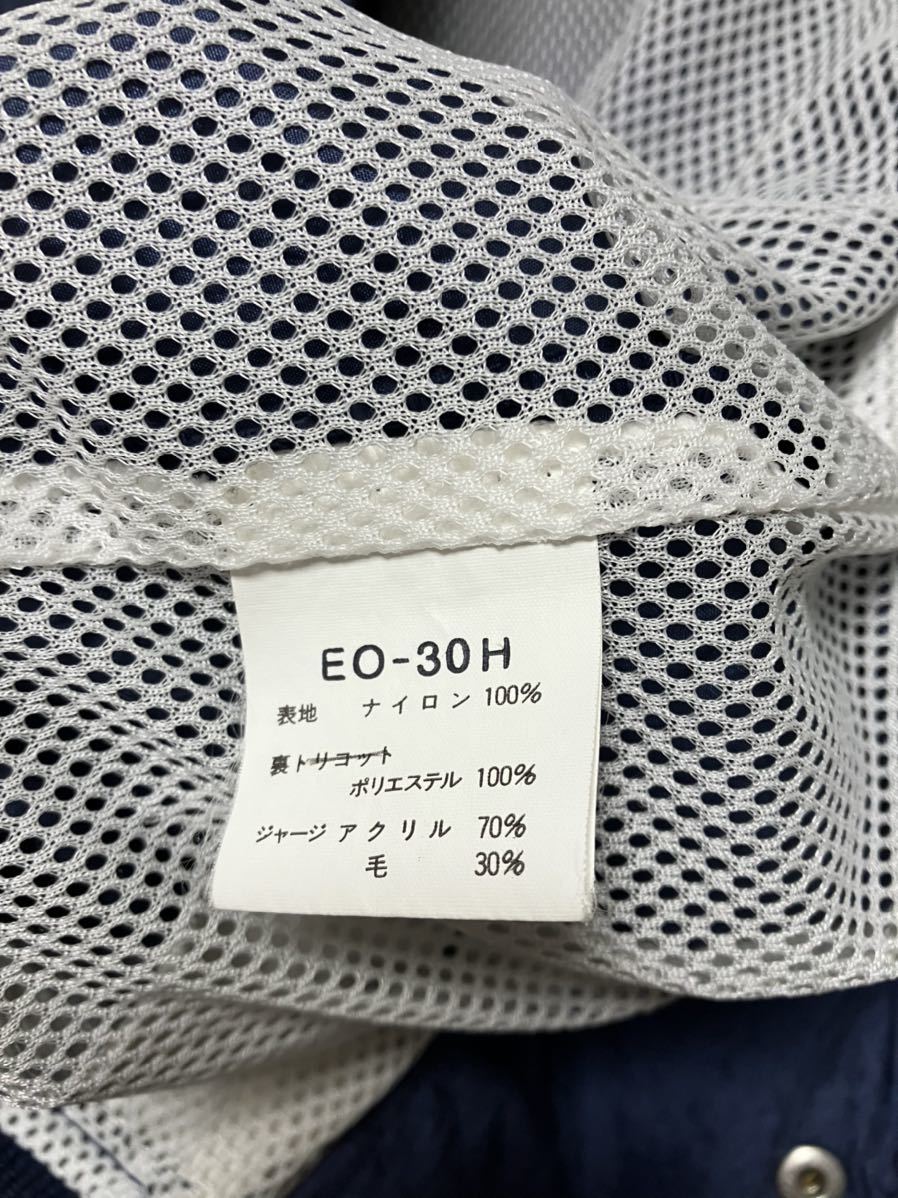 EO-30H
表地 ナイロン 100%
裏トリコット
ポリエステル 100%
ジャージ アクリル 70%
毛 30%